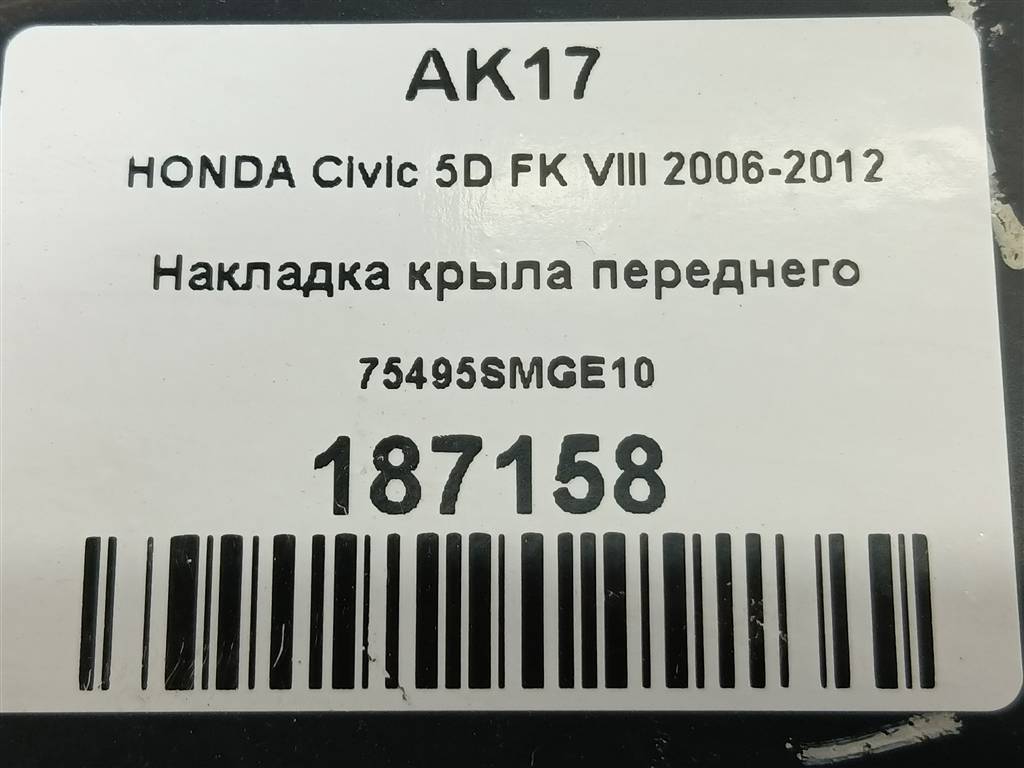 AK17
HONDA Civic 5D FK VIII 2006-2012
Накладка крыла переднего
75495SMGE10
187158